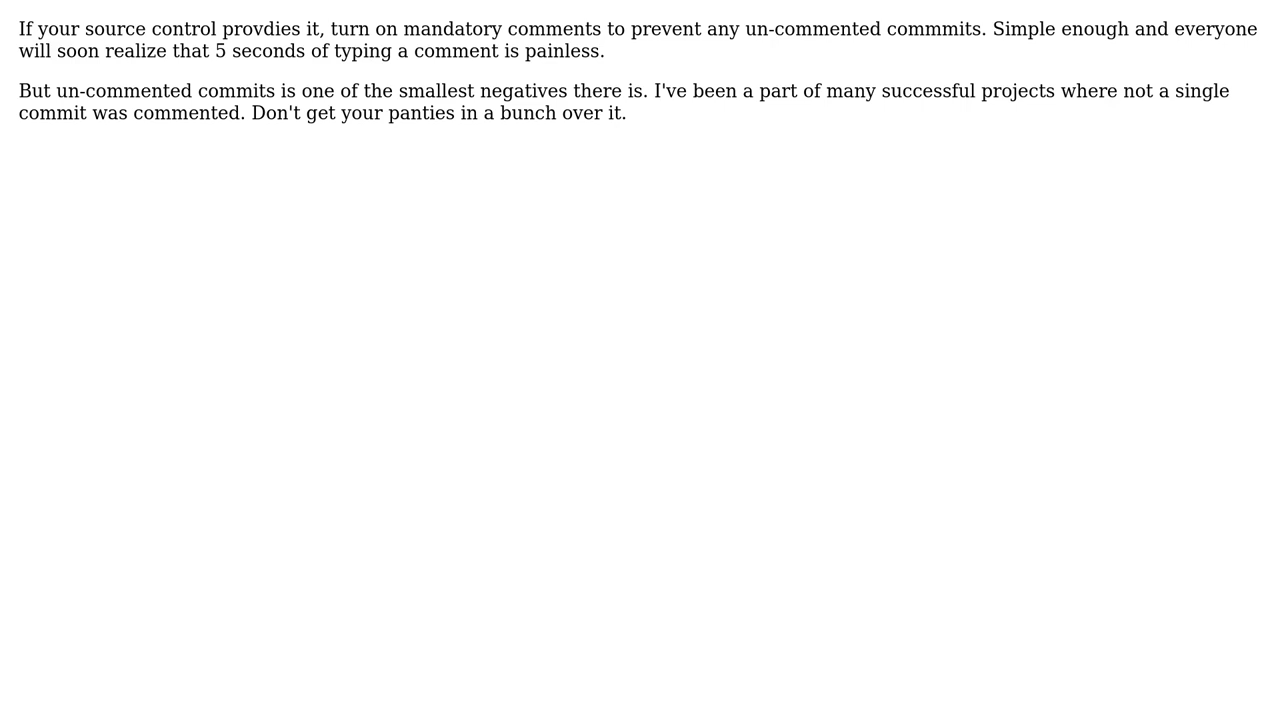 If your source control provdies it, turn on mandatory comments to prevent any un-commented commmits. Simple enough and everyone
will soon realize that 5 seconds of typing a comment is painless.
But un-commented commits is one of the smallest negatives there is. I've been a part of many successful projects where not a single
commit was commented. Don't get your panties in a bunch over it.